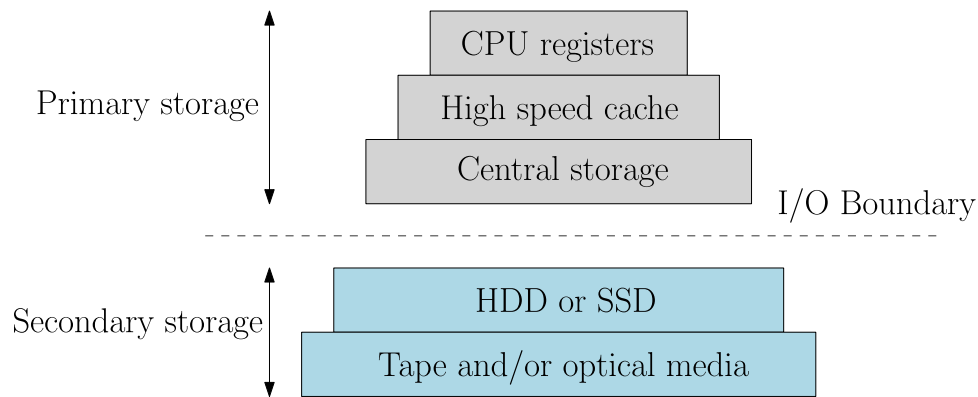 CPU registers
High speed cache
Primary storage
Central storage
I/O Boundary
HDD or SSD
Secondary storage
Tape and/or optical media